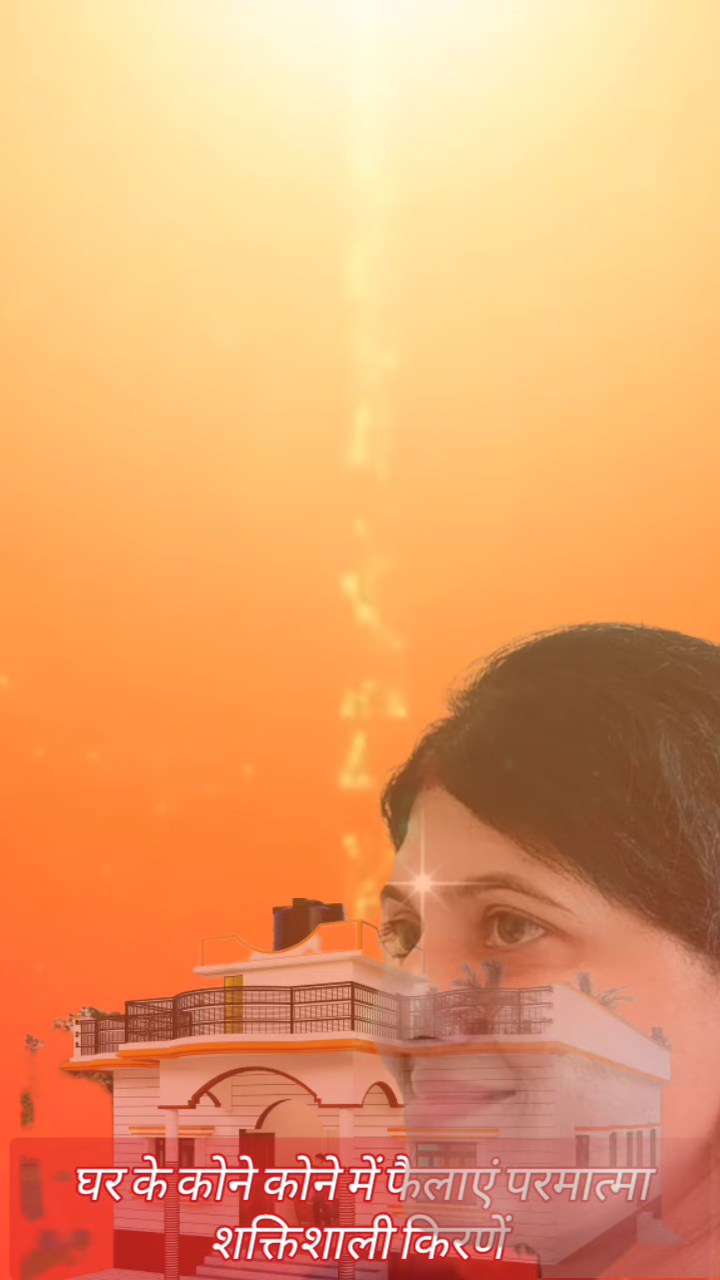 घर के कोने कोने में फैलाएं परमात्मा
शक्तिशाली किरणें